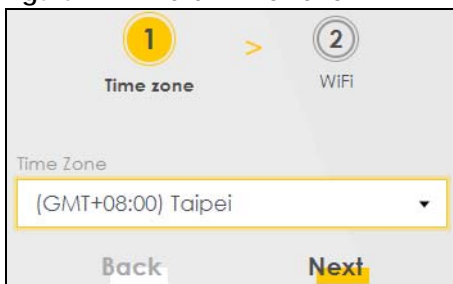 1 > 2
Time zone WiFi
Time Zone
(GMT+08:00) Taipei
Back Next